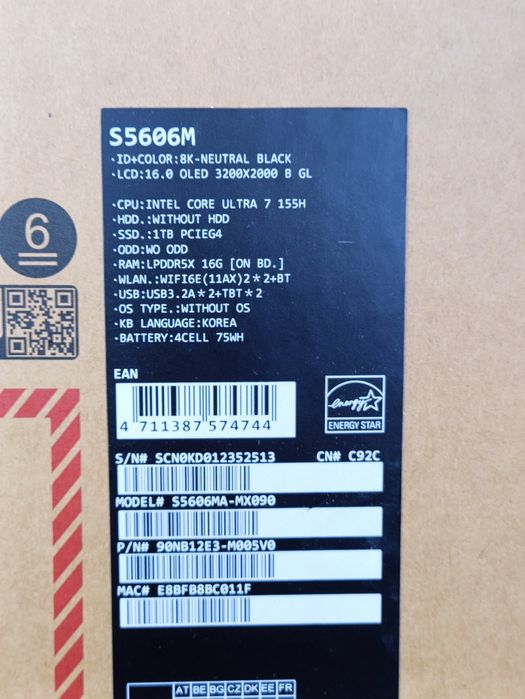 S5606M
·ID+COLOR:8K-NEUTRAL BLACK
·LCD:16.0 OLED 3200X2000 B GL
·CPU:INTEL CORE ULTRA 7 155H
·HDD.:WITHOUT HDD
·SSD.:1TB PCIEG4
·ODD:WO ODD
·RAM:LPDDR5X 16G [ON BD.]
·WLAN.:WIFI6E(11AX)2*2+BT
·USB:USB3.2A*2+TBT*2
·OS TYPE.:WITHOUT OS
·KB LANGUAGE:KOREA
·BATTERY:4CELL 75WH
6
EAN
4 711387 574744
energy
ENERGY STAR
S/N# SCN0KD012352513 CN# C92C
MODEL# S5606MA-MX090
P/N# 90NB12E3-M005V0
MAC# E8BFB8BC011F
AT BE BG CZ DK EE FR